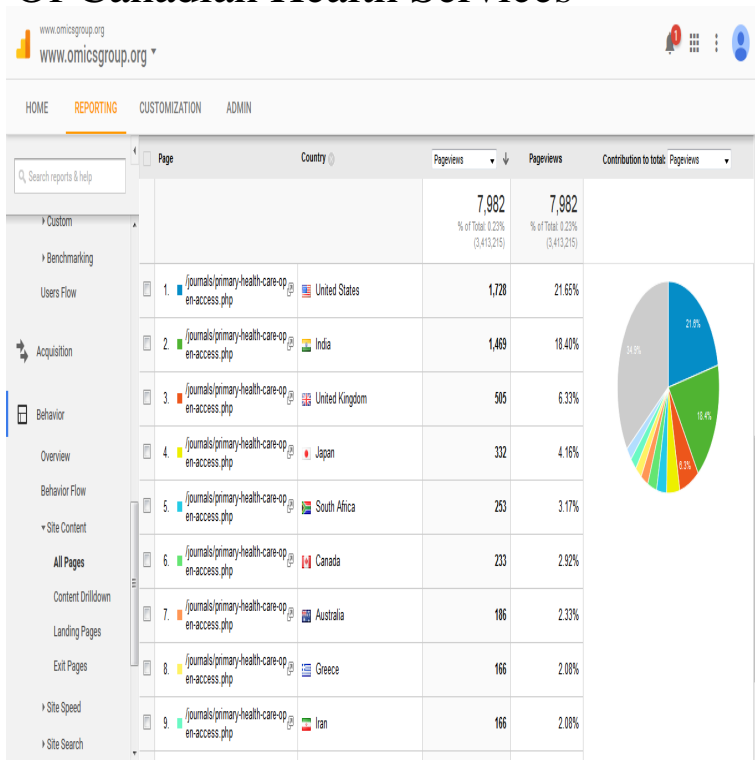 Of Canadian Health Services
www.omicsgroup.org
www.omicsgroup.org
1
HOME REPORTING CUSTOMIZATION ADMIN
Search reports & help
Custom
Benchmarking
Users Flow
Acquisition
Behavior
Overview
Behavior Flow
Site Content
All Pages
Content Drilldown
Landing Pages
Exit Pages
Site Speed
Site Search
Page Country Pageviews Pageviews Contribution to total: Pageviews
7,982 7,982
% of Total: 0.23% % of Total: 0.23%
(3,413,215) (3,413,215)
1. /journals/primary-health-care-op United States 1,728 21.65%
en-access.php
2. /journals/primary-health-care-op India 1,469 18.40%
en-access.php
3. /journals/primary-health-care-op United Kingdom 505 6.33%
en-access.php
4. /journals/primary-health-care-op Japan 332 4.16%
en-access.php
5. /journals/primary-health-care-op South Africa 253 3.17%
en-access.php
6. /journals/primary-health-care-op Canada 233 2.92%
en-access.php
7. /journals/primary-health-care-op Australia 186 2.33%
en-access.php
8. /journals/primary-health-care-op Greece 166 2.08%
en-access.php
9. /journals/primary-health-care-op Iran 166 2.08%
en-access.php
21.6%
18.4%
6.3%